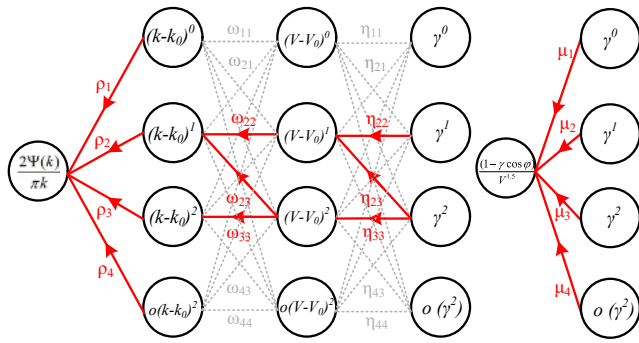 (k-k₀)⁰ ω₁₁ (V-V₀)⁰ η₁₁ γ⁰ μ₁ γ⁰
ω₂₁ η₂₁
ρ₁
ρ₂ (k-k₀)¹ ω₂₂ (V-V₀)¹ η₂₂ γ¹ μ₂ γ¹
2Ψ(k)
πk
(1-γ cos φ)
V¹·⁵
ρ₃ (k-k₀)² ω₂₃ (V-V₀)² η₂₃ γ² μ₃ γ²
ω₃₃ η₃₃
ρ₄
ω₄₃ η₄₃ μ₄
o(k-k₀)² ω₄₄ o(V-V₀)² η₄₄ o (γ²) o (γ²)